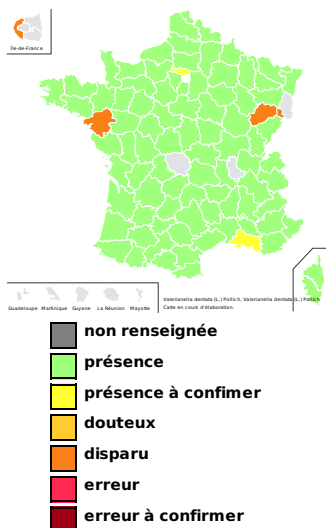 Île-de-France
Guadeloupe Martinique Guyane La Réunion Mayotte
Valerianella dentata (L.) Pollich, Valerianella dentata (L.) Pollich
Carte en cours d'élaboration.
non renseignée
présence
présence à confimer
douteux
disparu
erreur
erreur à confirmer